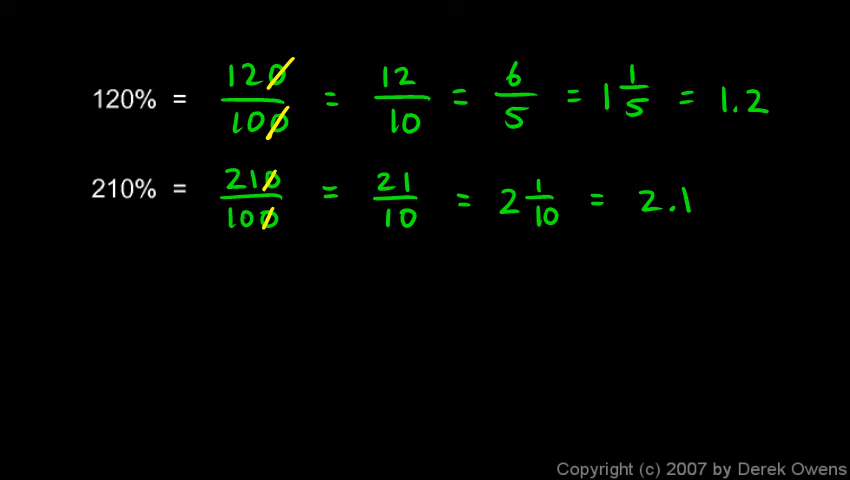 120% = 120/100 = 12/10 = 6/5 = 1 1/5 = 1.2
210% = 210/100 = 21/10 = 2 1/10 = 2.1
Copyright (c) 2007 by Derek Owens